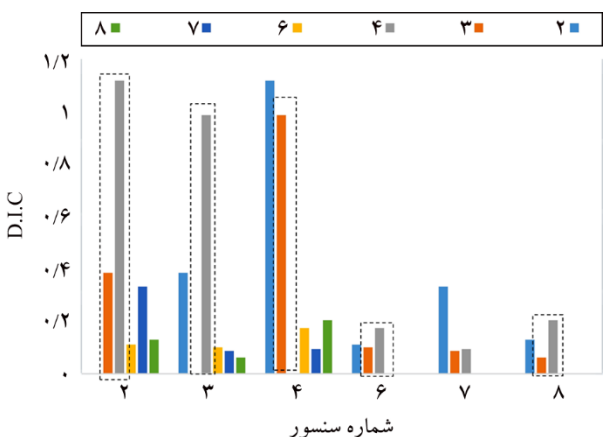 ۲ ۳ ۴ ۶ ۷ ۸
۱/۲
۱
۰/۸
۰/۶
۰/۴
۰/۲
۰
D.I.C
۲ ۳ ۴ ۶ ۷ ۸
شماره سنسور